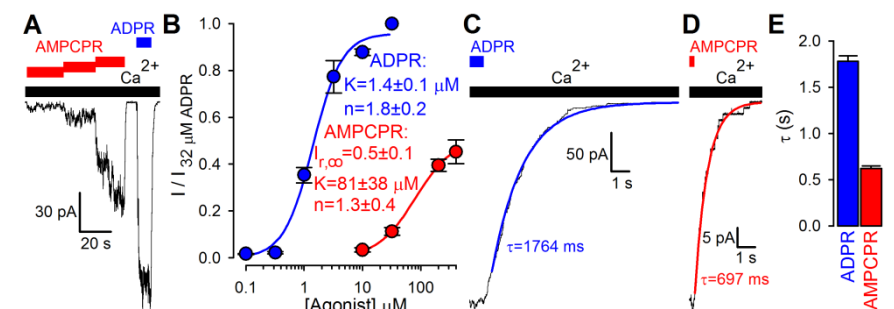 A
AMPCPR
ADPR
Ca2+
30 pA
20 s
B
I / I32 μM ADPR
1.0
0.8
0.6
0.4
0.2
0.0
ADPR:
K=1.4±0.1 μM
n=1.8±0.2
AMPCPR:
Ir,∞=0.5±0.1
K=81±38 μM
n=1.3±0.4
0.1 1 10 100
[Agonist] μM
C
ADPR
Ca2+
50 pA
1 s
τ=1764 ms
D
AMPCPR
Ca2+
5 pA
1 s
τ=697 ms
E
τ (s)
2.0
1.5
1.0
0.5
0.0
ADPR
AMPCPR